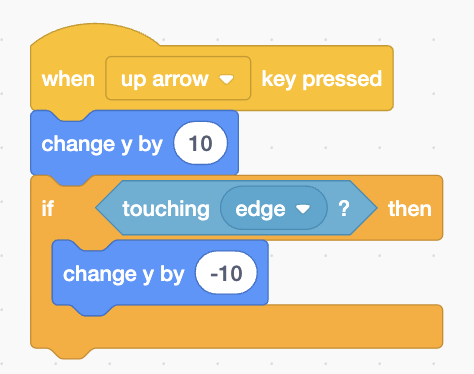 when up arrow key pressed
change y by 10
if touching edge ? then
change y by -10